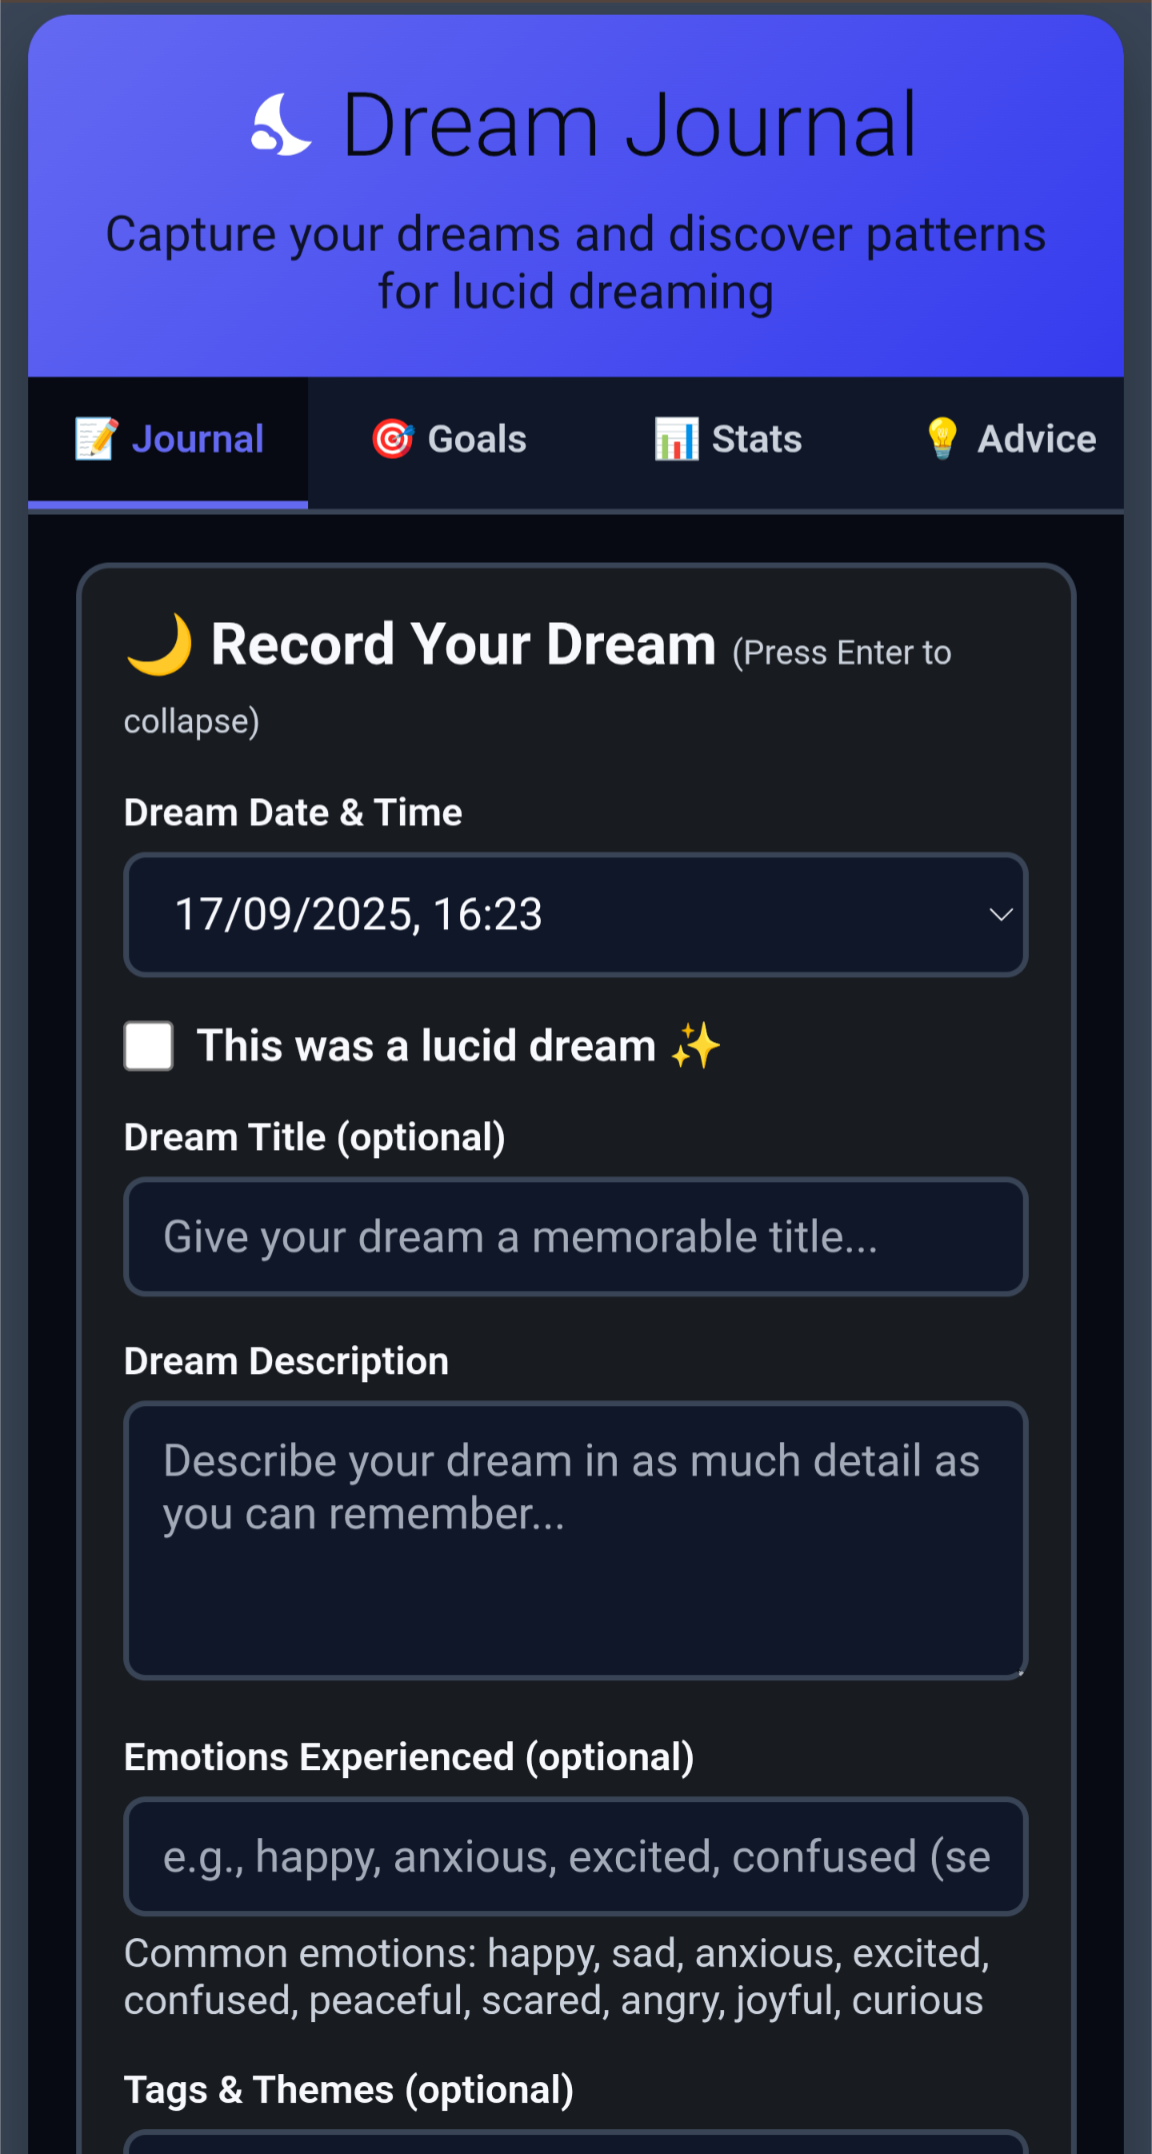 Dream Journal
Capture your dreams and discover patterns
for lucid dreaming
📝 Journal
🎯 Goals
📊 Stats
💡 Advice
🌙 Record Your Dream (Press Enter to
collapse)
Dream Date & Time
17/09/2025, 16:23
This was a lucid dream ✨
Dream Title (optional)
Give your dream a memorable title...
Dream Description
Describe your dream in as much detail as
you can remember...
Emotions Experienced (optional)
e.g., happy, anxious, excited, confused (se
Common emotions: happy, sad, anxious, excited,
confused, peaceful, scared, angry, joyful, curious
Tags & Themes (optional)